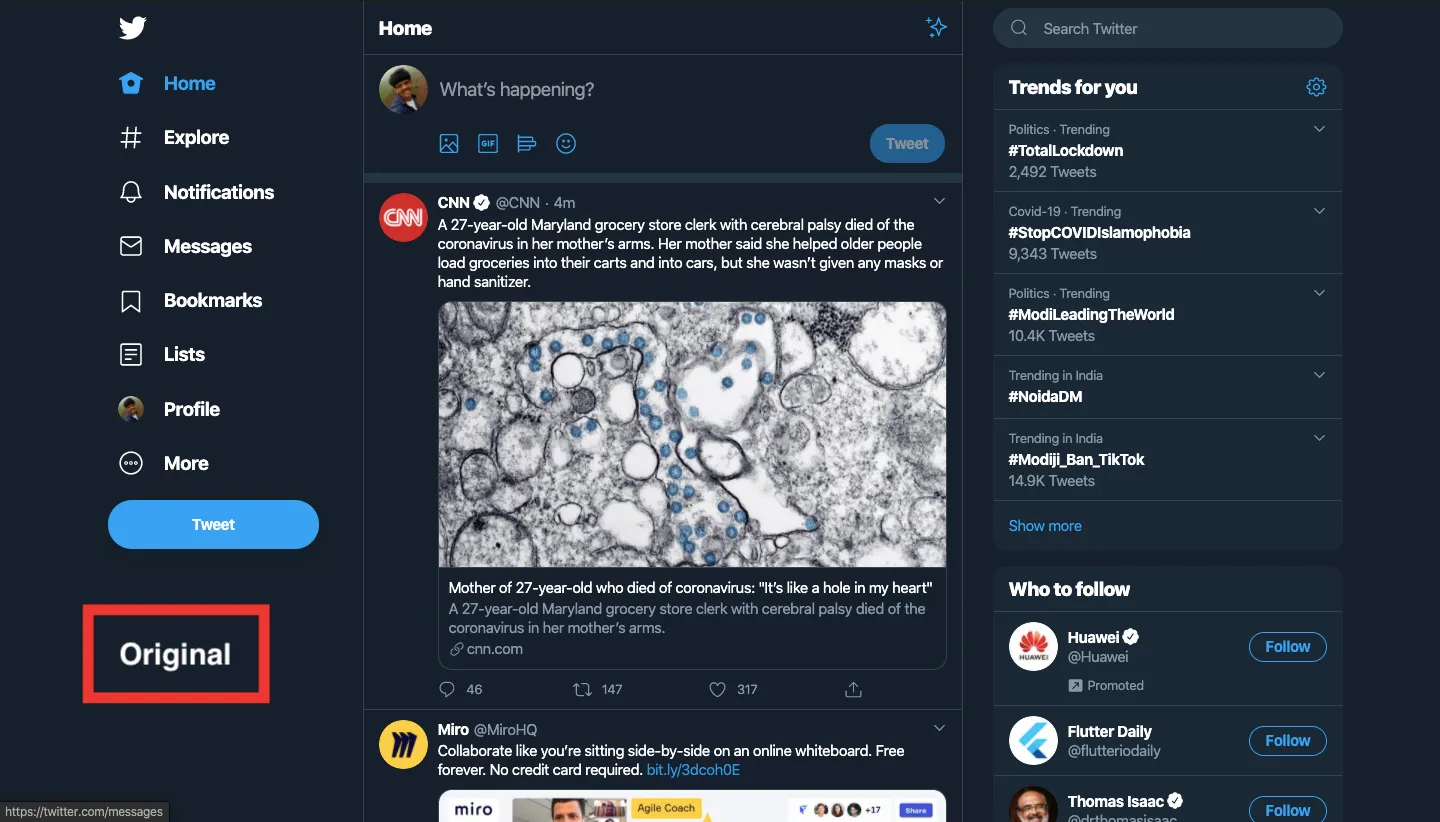 Home
Explore
Notifications
Messages
Bookmarks
Lists
Profile
More
Tweet
Original
https://twitter.com/messages
Home
What's happening?
GIF
Tweet
CNN @CNN · 4m
A 27-year-old Maryland grocery store clerk with cerebral palsy died of the
coronavirus in her mother's arms. Her mother said she helped older people
load groceries into their carts and into cars, but she wasn't given any masks or
hand sanitizer.
Mother of 27-year-old who died of coronavirus: "It's like a hole in my heart"
A 27-year-old Maryland grocery store clerk with cerebral palsy died of the
coronavirus in her mother's arms.
cnn.com
46 147 317
Miro @MiroHQ
Collaborate like you're sitting side-by-side on an online whiteboard. Free
forever. No credit card required. bit.ly/3dcoh0E
miro Agile Coach +17 Share
Search Twitter
Trends for you
Politics · Trending
#TotalLockdown
2,492 Tweets
Covid-19 · Trending
#StopCOVIDIslamophobia
9,343 Tweets
Politics · Trending
#ModiLeadingTheWorld
10.4K Tweets
Trending in India
#NoidaDM
Trending in India
#Modiji_Ban_TikTok
14.9K Tweets
Show more
Who to follow
HUAWEI
Huawei
@Huawei
Follow
Promoted
Flutter Daily
@flutteriodaily
Follow
Thomas Isaac
@drthomasisaac
Follow